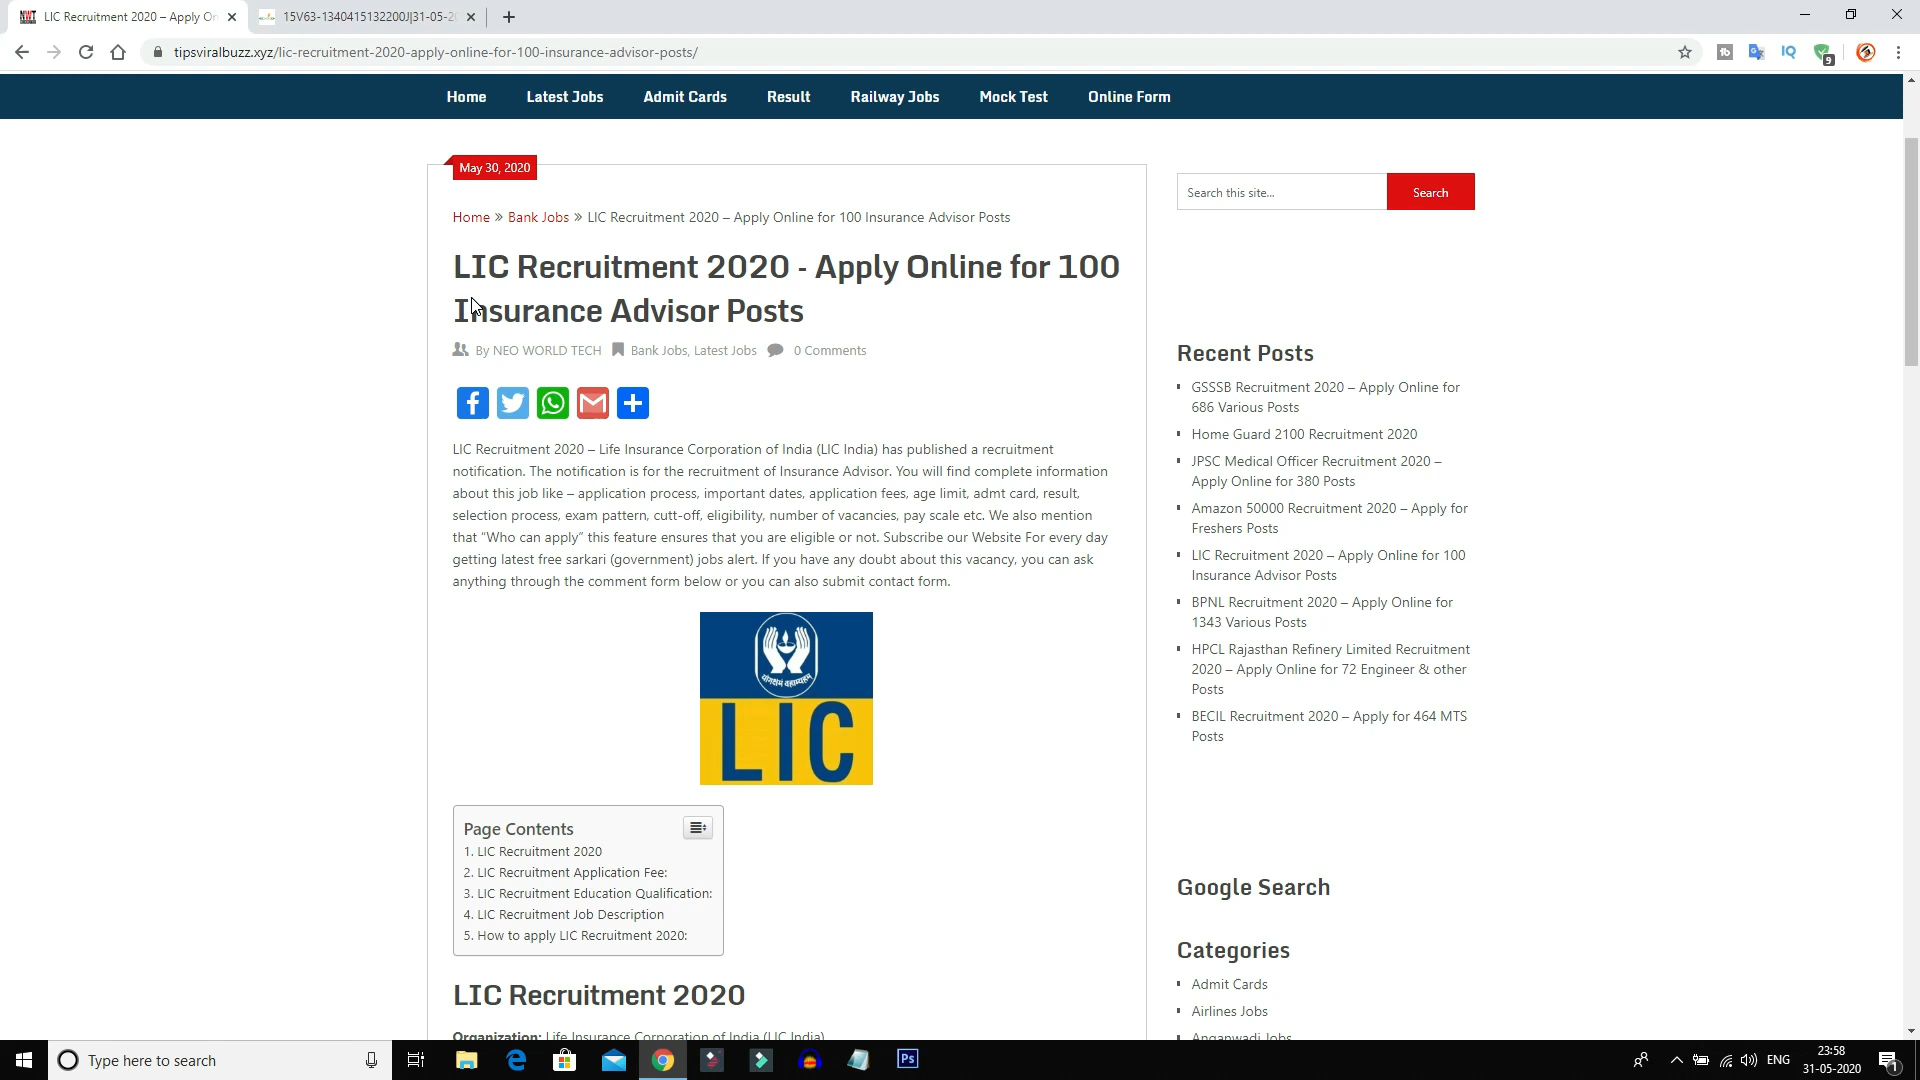 LIC Recruitment 2020 – Apply On
15V63-1340415132200J|31-05-2
tipsviralbuzz.xyz/lic-recruitment-2020-apply-online-for-100-insurance-advisor-posts/
9
Home Latest Jobs Admit Cards Result Railway Jobs Mock Test Online Form
May 30, 2020
Home » Bank Jobs » LIC Recruitment 2020 – Apply Online for 100 Insurance Advisor Posts
LIC Recruitment 2020 - Apply Online for 100
Insurance Advisor Posts
By NEO WORLD TECH Bank Jobs, Latest Jobs 0 Comments
LIC Recruitment 2020 – Life Insurance Corporation of India (LIC India) has published a recruitment
notification. The notification is for the recruitment of Insurance Advisor. You will find complete information
about this job like – application process, important dates, application fees, age limit, admt card, result,
selection process, exam pattern, cutt-off, eligibility, number of vacancies, pay scale etc. We also mention
that “Who can apply” this feature ensures that you are eligible or not. Subscribe our Website For every day
getting latest free sarkari (government) jobs alert. If you have any doubt about this vacancy, you can ask
anything through the comment form below or you can also submit contact form.
योगक्षेमं वहाम्यहम्
LIC
Page Contents
1. LIC Recruitment 2020
2. LIC Recruitment Application Fee:
3. LIC Recruitment Education Qualification:
4. LIC Recruitment Job Description
5. How to apply LIC Recruitment 2020:
LIC Recruitment 2020
Organization: Life Insurance Corporation of India (LIC India)
Search this site...
Search
Recent Posts
GSSSB Recruitment 2020 – Apply Online for
686 Various Posts
Home Guard 2100 Recruitment 2020
JPSC Medical Officer Recruitment 2020 –
Apply Online for 380 Posts
Amazon 50000 Recruitment 2020 – Apply for
Freshers Posts
LIC Recruitment 2020 – Apply Online for 100
Insurance Advisor Posts
BPNL Recruitment 2020 – Apply Online for
1343 Various Posts
HPCL Rajasthan Refinery Limited Recruitment
2020 – Apply Online for 72 Engineer & other
Posts
BECIL Recruitment 2020 – Apply for 464 MTS
Posts
Google Search
Categories
Admit Cards
Airlines Jobs
Anganwadi Jobs
Type here to search
Ps
ENG
23:58
31-05-2020
1